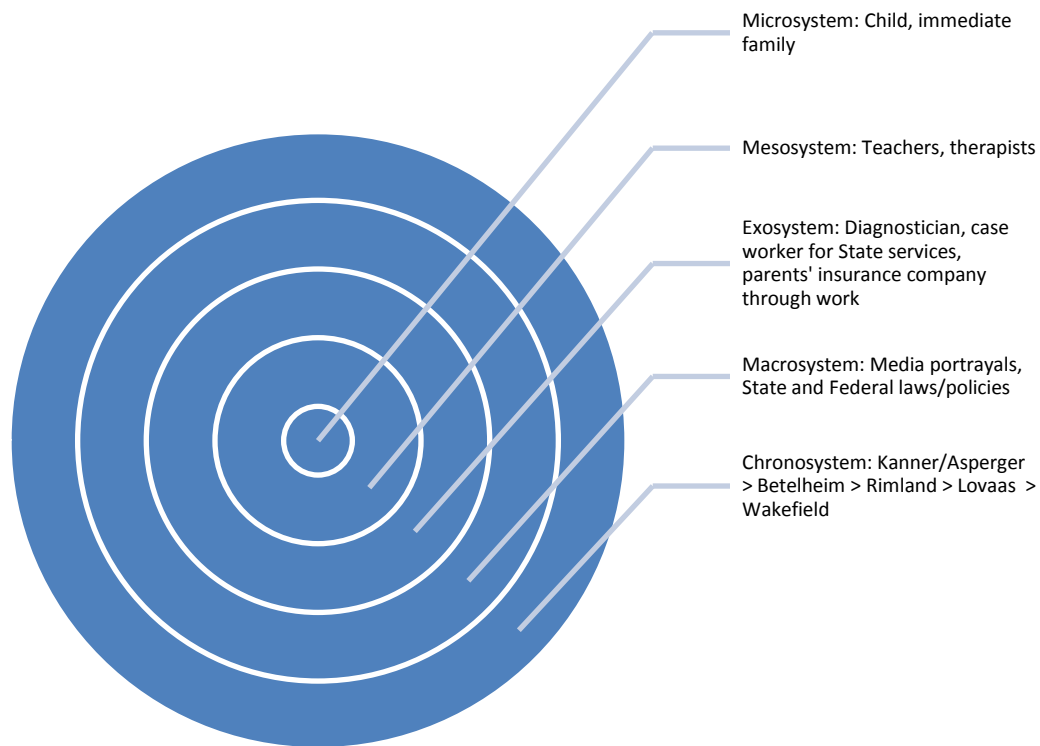 Microsystem: Child, immediate
family
Mesosystem: Teachers, therapists
Exosystem: Diagnostician, case
worker for State services,
parents' insurance company
through work
Macrosystem: Media portrayals,
State and Federal laws/policies
Chronosystem: Kanner/Asperger
> Betelheim > Rimland > Lovaas >
Wakefield